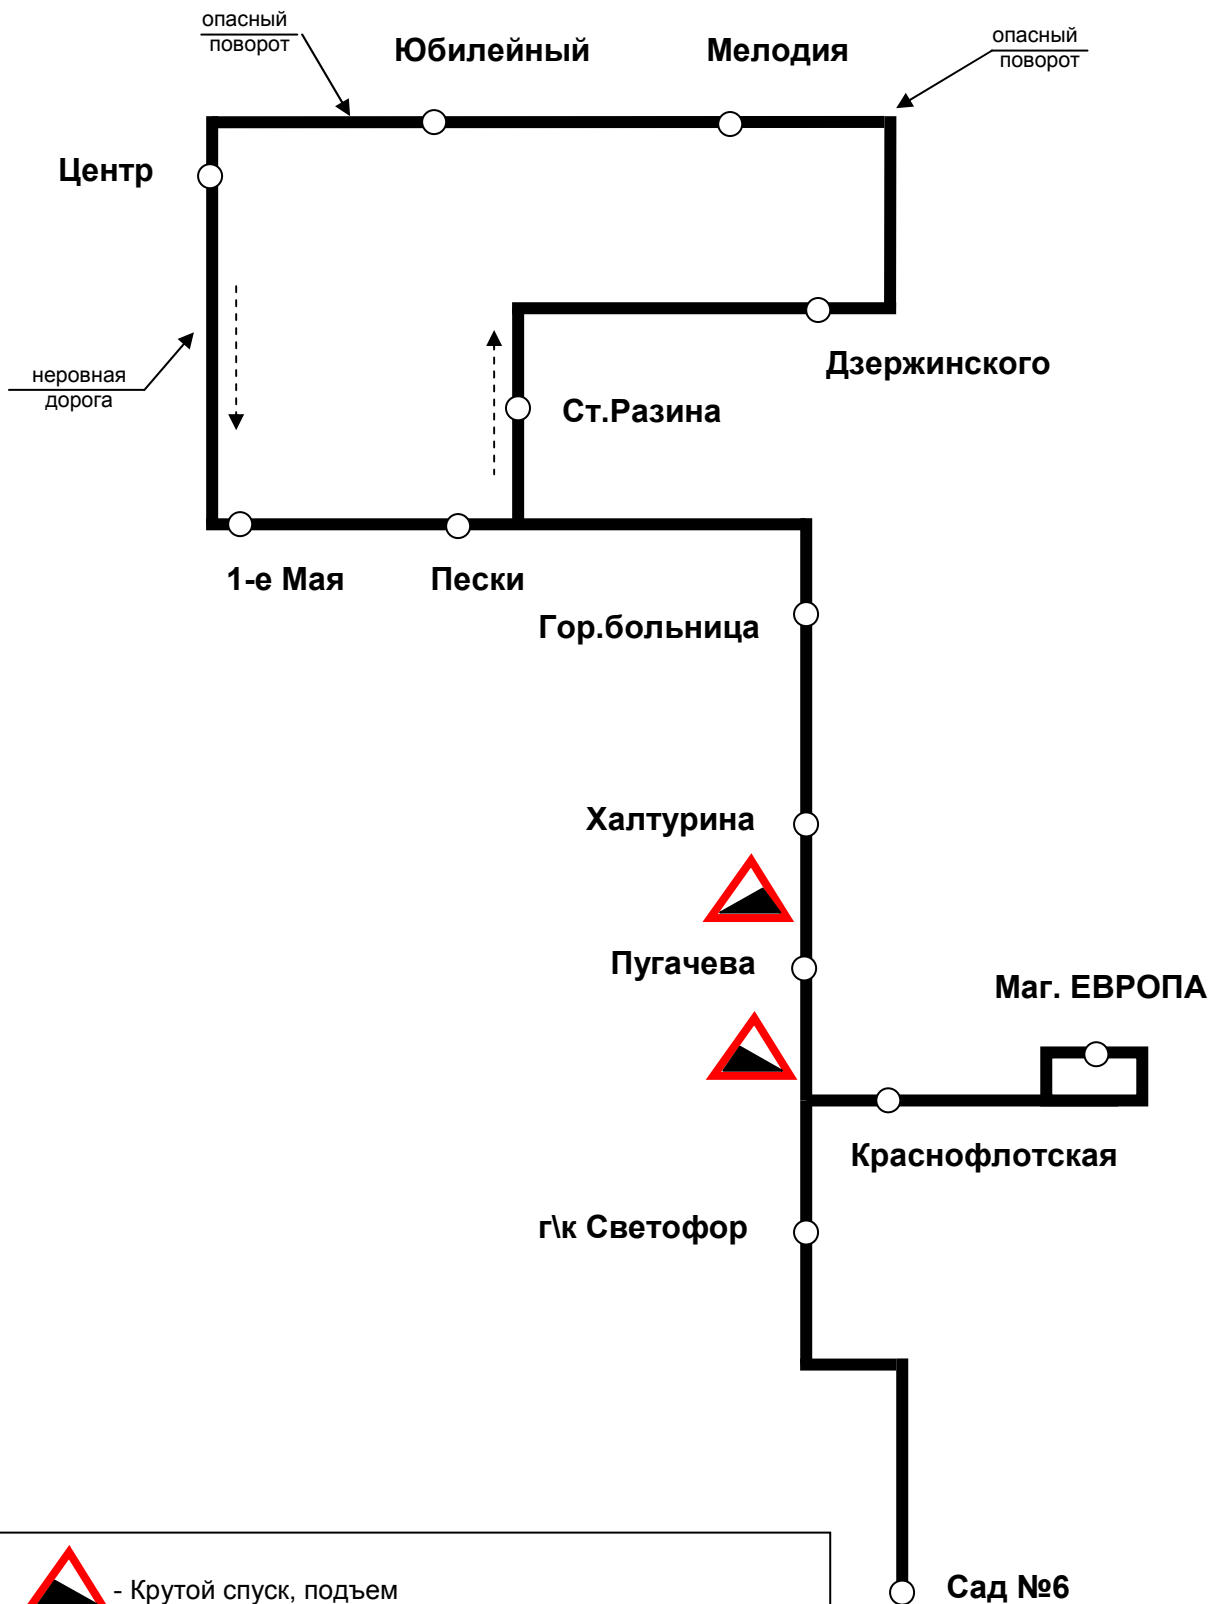 опасный
поворот
Юбилейный
Мелодия
опасный
поворот
Центр
неровная
дорога
Дзержинского
Ст.Разина
1-е Мая
Пески
Гор.больница
Халтурина
Пугачева
Маг. ЕВРОПА
Краснофлотская
г\к Светофор
- Крутой спуск, подъем
Сад №6